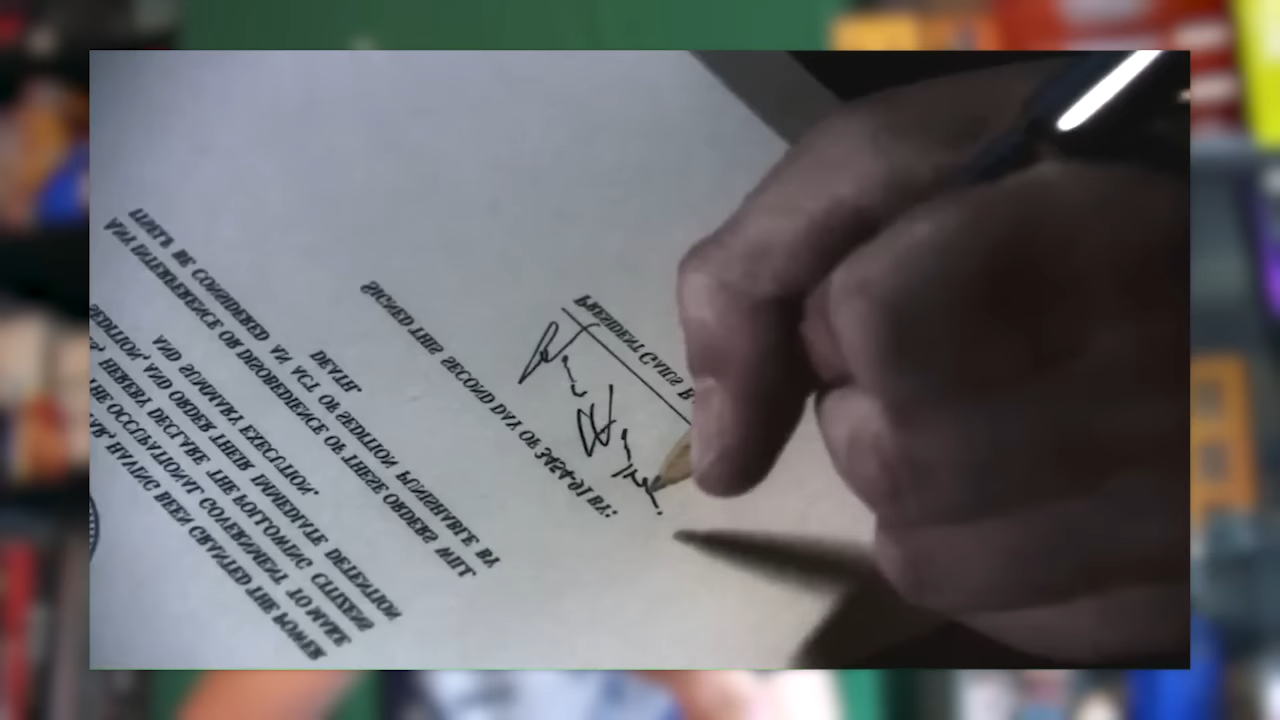 HAVING BEEN GRANTED THE POWER
OCCUPATIONAL GOVERNMENT, TO MAKE
HEREBY DECLARE THE FOLLOWING CITIZENS
SEDITION, AND ORDER THEIR IMMEDIATE DETENTION
AND SUMMARY EXECUTION.
ANY INTERFERENCE OR DISOBEDIENCE OF THESE ORDERS WILL
ITSELF BE CONSIDERED AN ACT OF SEDITION PUNISHABLE BY
DEATH.
SIGNED THIS SECOND DAY OF BY:
PRESIDENT GAIUS